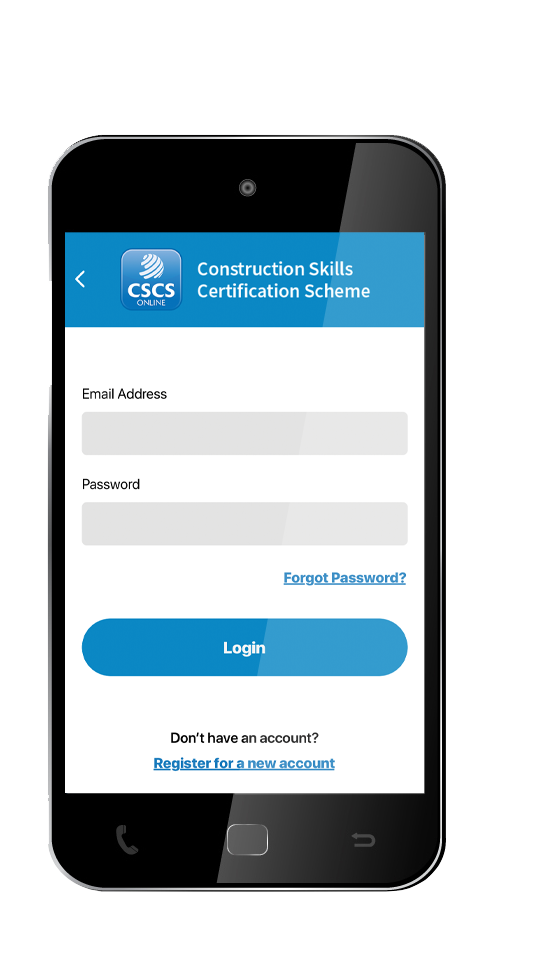 CSCS
ONLINE
Construction Skills
Certification Scheme
Email Address
Password
Forgot Password?
Login
Don’t have an account?
Register for a new account